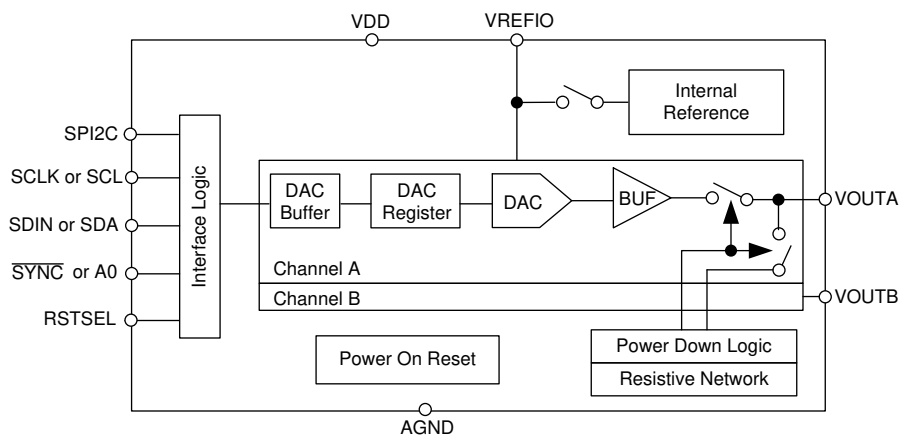 VDD
VREFIO
Internal
Reference
SPI2C
SCLK or SCL
SDIN or SDA
SYNC or A0
RSTSEL
Interface Logic
DAC
Buffer
DAC
Register
DAC
BUF
VOUTA
Channel A
Channel B
VOUTB
Power On Reset
Power Down Logic
Resistive Network
AGND